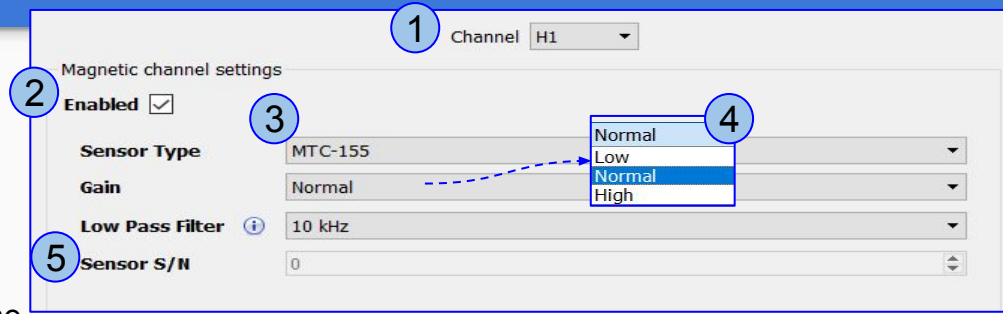 1
Channel H1
Magnetic channel settings
2
Enabled
3
4
Sensor Type MTC-155
Normal
Low
Normal
High
Gain Normal
Low Pass Filter 10 kHz
5
Sensor S/N 0